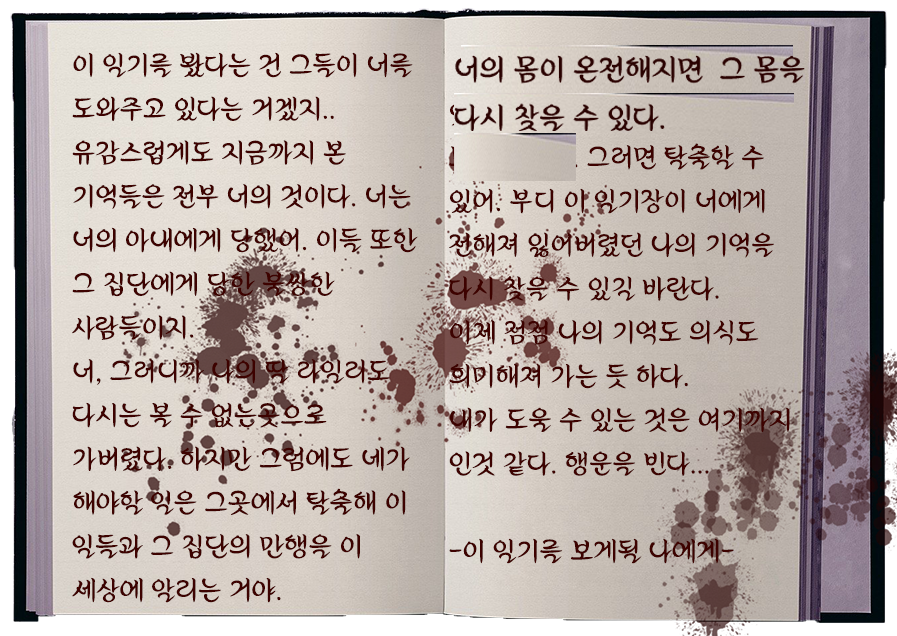 이 일기를 봤다는 건 그들이 너를
도와주고 있다는 거겠지..
유감스럽게도 지금까지 본
기억들은 전부 너의 것이다. 너는
너의 아내에게 당했어. 이들 또한
그 집단에게 당한 불쌍한
사람들이지.
너, 그러니까 나의 딸 라일라도
다시는 볼 수 없는곳으로
가버렸다. 하지만 그럼에도 네가
해야할 일은 그곳에서 탈출해 이
일들과 그 집단의 만행을 이
세상에 알리는 거야.
너의 몸이 온전해지면 그 몸을
다시 찾을 수 있다.
. 그러면 탈출할 수
있어. 부디 이 일기장이 너에게
전해져 잃어버렸던 나의 기억을
다시 찾을 수 있길 바란다.
이제 점점 나의 기억도 의식도
희미해져 가는 듯 하다.
내가 도울 수 있는 것은 여기까지
인것 같다. 행운을 빈다...
-이 일기를 보게될 나에게-